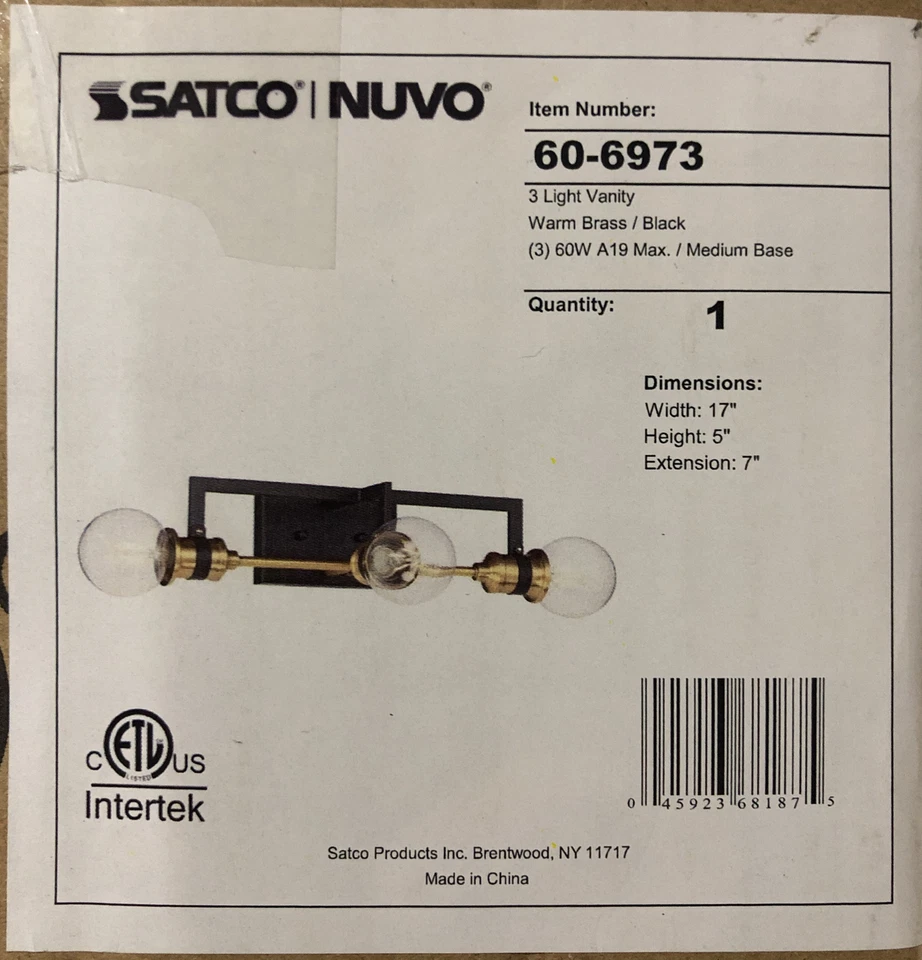 SATCO® | NUVO®
Item Number:
60-6973
3 Light Vanity
Warm Brass / Black
(3) 60W A19 Max. / Medium Base
Quantity: 1
Dimensions:
Width: 17"
Height: 5"
Extension: 7"
C ETL US
LISTED
Intertek
0 45923 68187 5
Satco Products Inc. Brentwood, NY 11717
Made in China